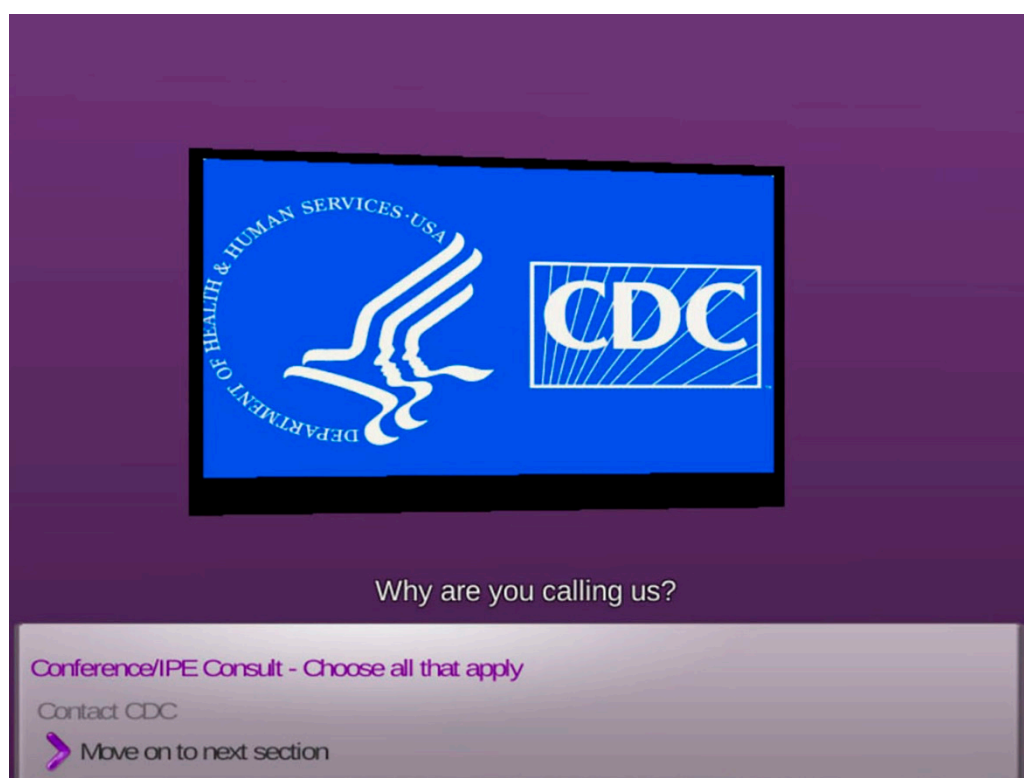 DEPARTMENT OF HEALTH & HUMAN SERVICES · USA
CDC
Why are you calling us?
Conference/IPE Consult - Choose all that apply
Contact CDC
Move on to next section